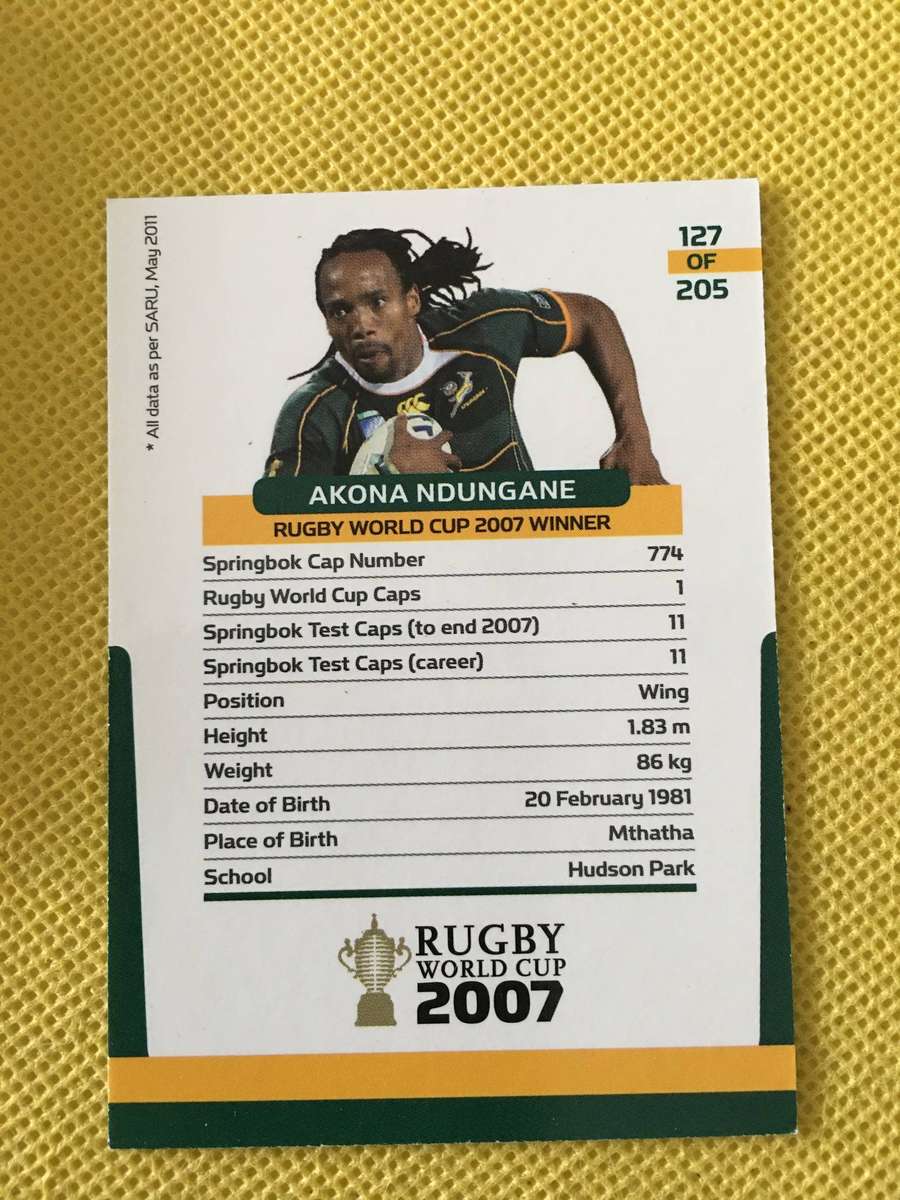 * All data as per SARU, May 2011
127
OF
205
SPRINGBOK
AKONA NDUNGANE
RUGBY WORLD CUP 2007 WINNER
Springbok Cap Number 774
Rugby World Cup Caps 1
Springbok Test Caps (to end 2007) 11
Springbok Test Caps (career) 11
Position Wing
Height 1.83 m
Weight 86 kg
Date of Birth 20 February 1981
Place of Birth Mthatha
School Hudson Park
RUGBY
WORLD CUP
2007